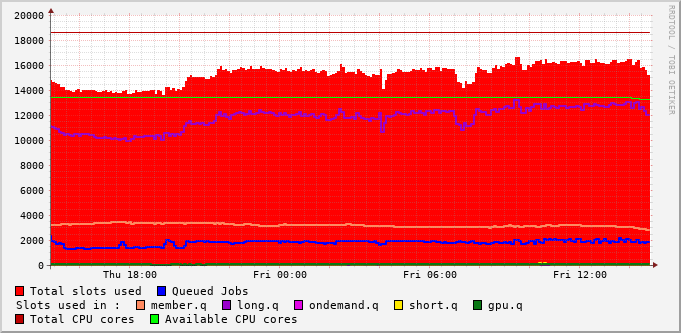 20000
18000
16000
14000
12000
10000
8000
6000
4000
2000
0
Thu 18:00 Fri 00:00 Fri 06:00 Fri 12:00
RRDTOOL / TOBI OETIKER
Total slots used Queued Jobs
Slots used in : member.q long.q ondemand.q short.q gpu.q
Total CPU cores Available CPU cores